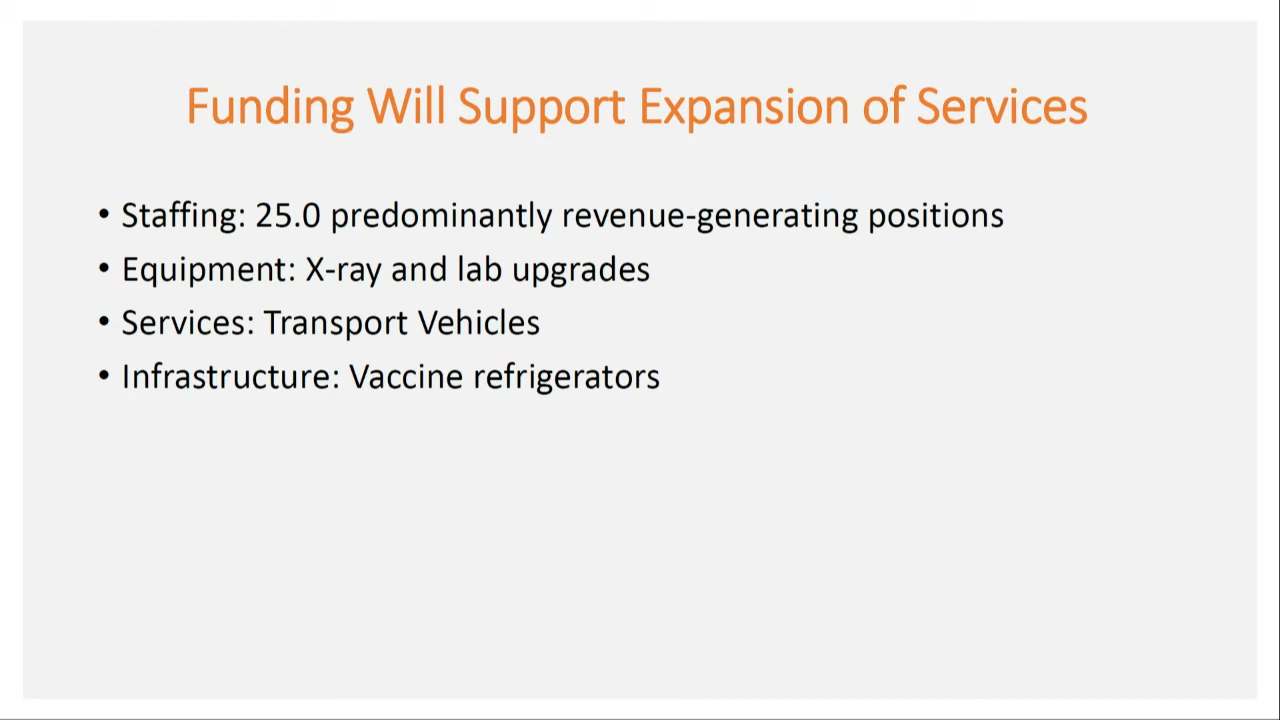 Funding Will Support Expansion of Services
• Staffing: 25.0 predominantly revenue-generating positions
• Equipment: X-ray and lab upgrades
• Services: Transport Vehicles
• Infrastructure: Vaccine refrigerators